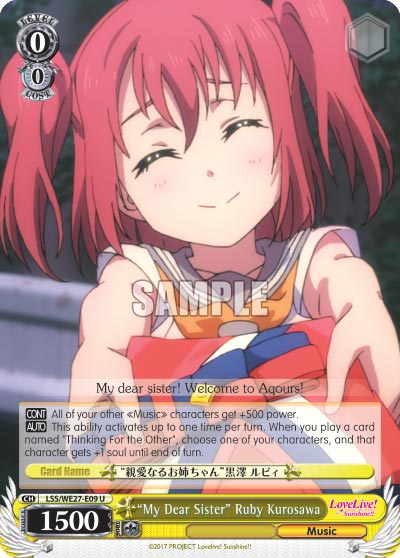 LEVEL
0
0
COST
SAMPLE
My dear sister! Welcome to Aqours!
CONT All of your other «Music» characters get +500 power.
AUTO This ability activates up to one time per turn. When you play a card
named "Thinking For the Other", choose one of your characters, and that
character gets +1 soul until end of turn.
Card Name "親愛なるお姉ちゃん"黒澤 ルビィ
LSS/WE27-E09 U
POWER 1500 "My Dear Sister" Ruby Kurosawa
LoveLive!
Sunshine!!
Music
©2017 PROJECT Lovelive! Sunshine!!